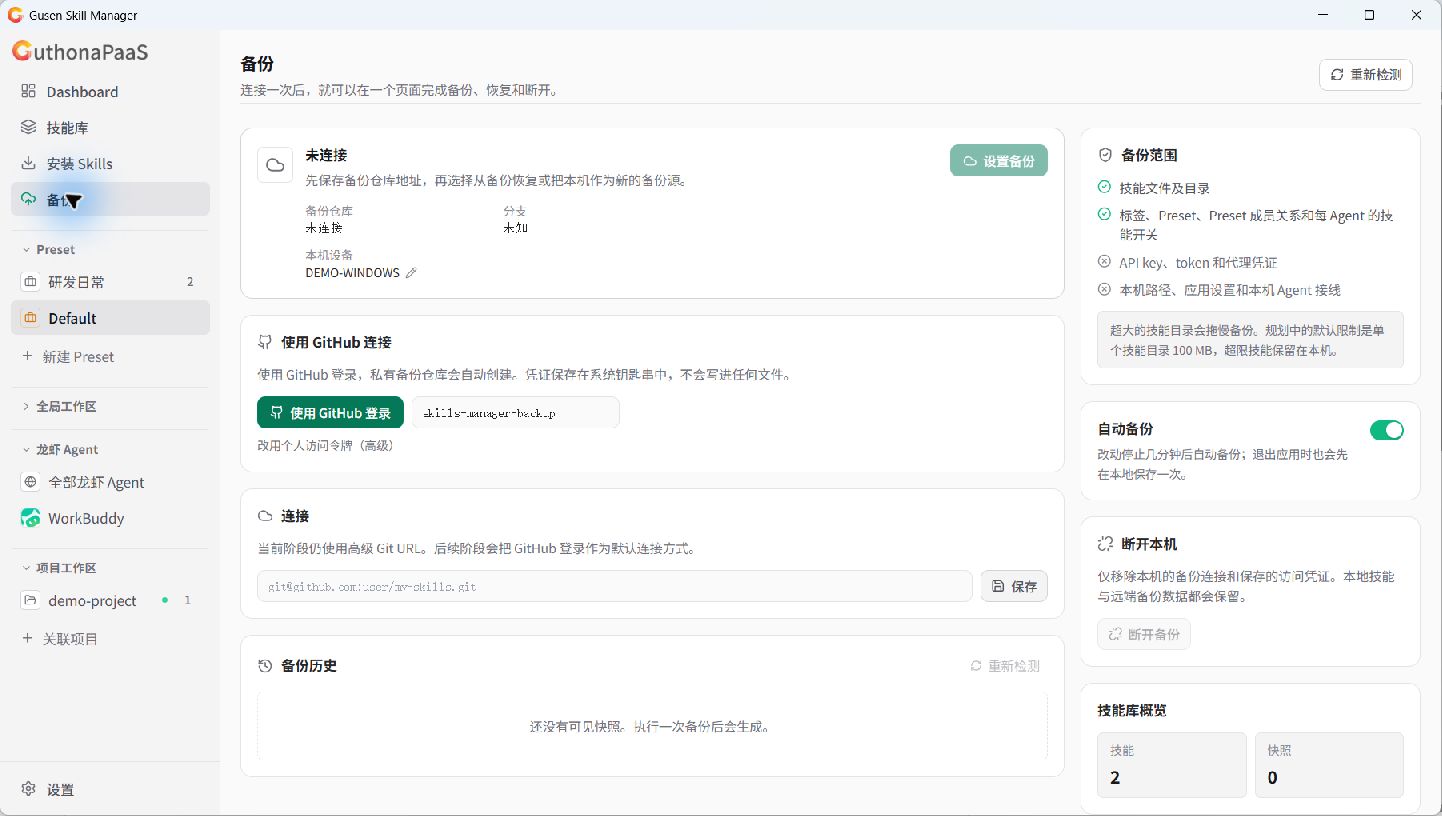 Gusen Skill Manager
GuthonaPaaS
Dashboard
技能库
安装 Skills
备份
Preset
研发日常 2
Default
新建 Preset
全局工作区
龙虾 Agent
全部龙虾 Agent
WorkBuddy
项目工作区
demo-project 1
关联项目
设置
备份
连接一次后，就可以在一个页面完成备份、恢复和断开。
重新检测
未连接
先保存备份仓库地址，再选择从备份恢复或把本机作为新的备份源。
设置备份
备份仓库 分支
未连接 未知
本机设备
DEMO-WINDOWS
使用 GitHub 连接
使用 GitHub 登录，私有备份仓库会自动创建。凭证保存在系统钥匙串中，不会写进任何文件。
使用 GitHub 登录 skills-manager-backup
改用个人访问令牌（高级）
连接
当前阶段仍使用高级 Git URL。后续阶段会把 GitHub 登录作为默认连接方式。
git@github.com:user/my-skills.git 保存
备份历史 重新检测
还没有可见快照。执行一次备份后会生成。
备份范围
技能文件及目录
标签、Preset、Preset 成员关系和每 Agent 的技
能开关
API key、token 和代理凭证
本机路径、应用设置和本机 Agent 接线
超大的技能目录会拖慢备份。规划中的默认限制是单
个技能目录 100 MB，超限技能保留在本机。
自动备份
改动停止几分钟后自动备份；退出应用时也会先
在本地保存一次。
断开本机
仅移除本机的备份连接和保存的访问凭证。本地技能
与远端备份数据都会保留。
断开备份
技能库概览
技能 快照
2 0